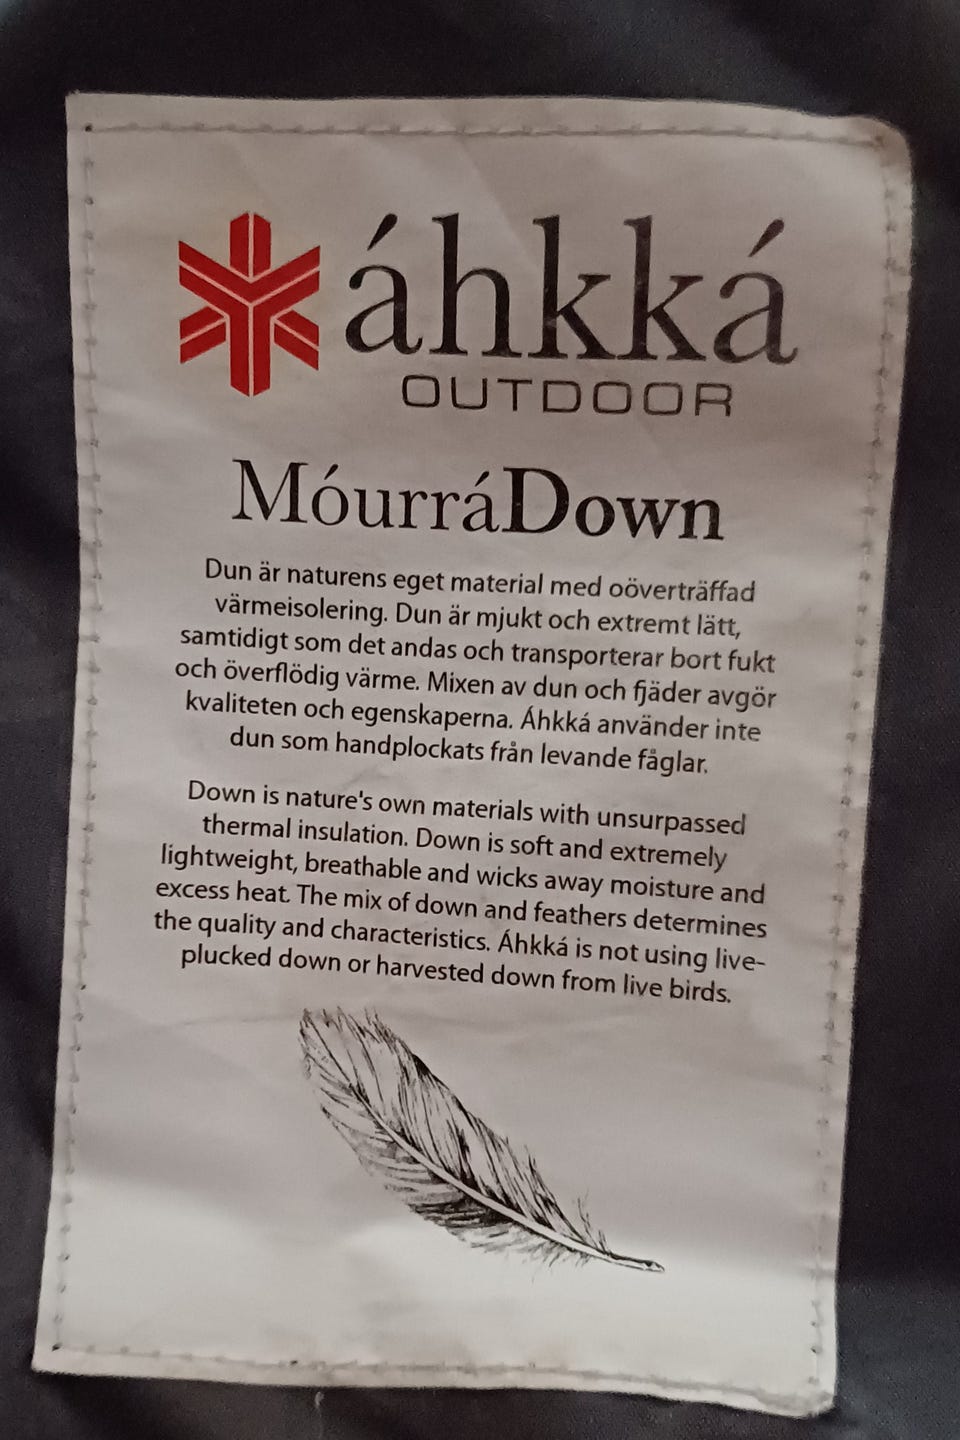 áhkká
OUTDOOR
MóurráDown
Dun är naturens eget material med oöverträffad
värmeisolering. Dun är mjukt och extremt lätt,
samtidigt som det andas och transporterar bort fukt
och överflödig värme. Mixen av dun och fjäder avgör
kvaliteten och egenskaperna. Áhkká använder inte
dun som handplockats från levande fåglar.
Down is nature's own materials with unsurpassed
thermal insulation. Down is soft and extremely
lightweight, breathable and wicks away moisture and
excess heat. The mix of down and feathers determines
the quality and characteristics. Áhkká is not using live-
plucked down or harvested down from live birds.